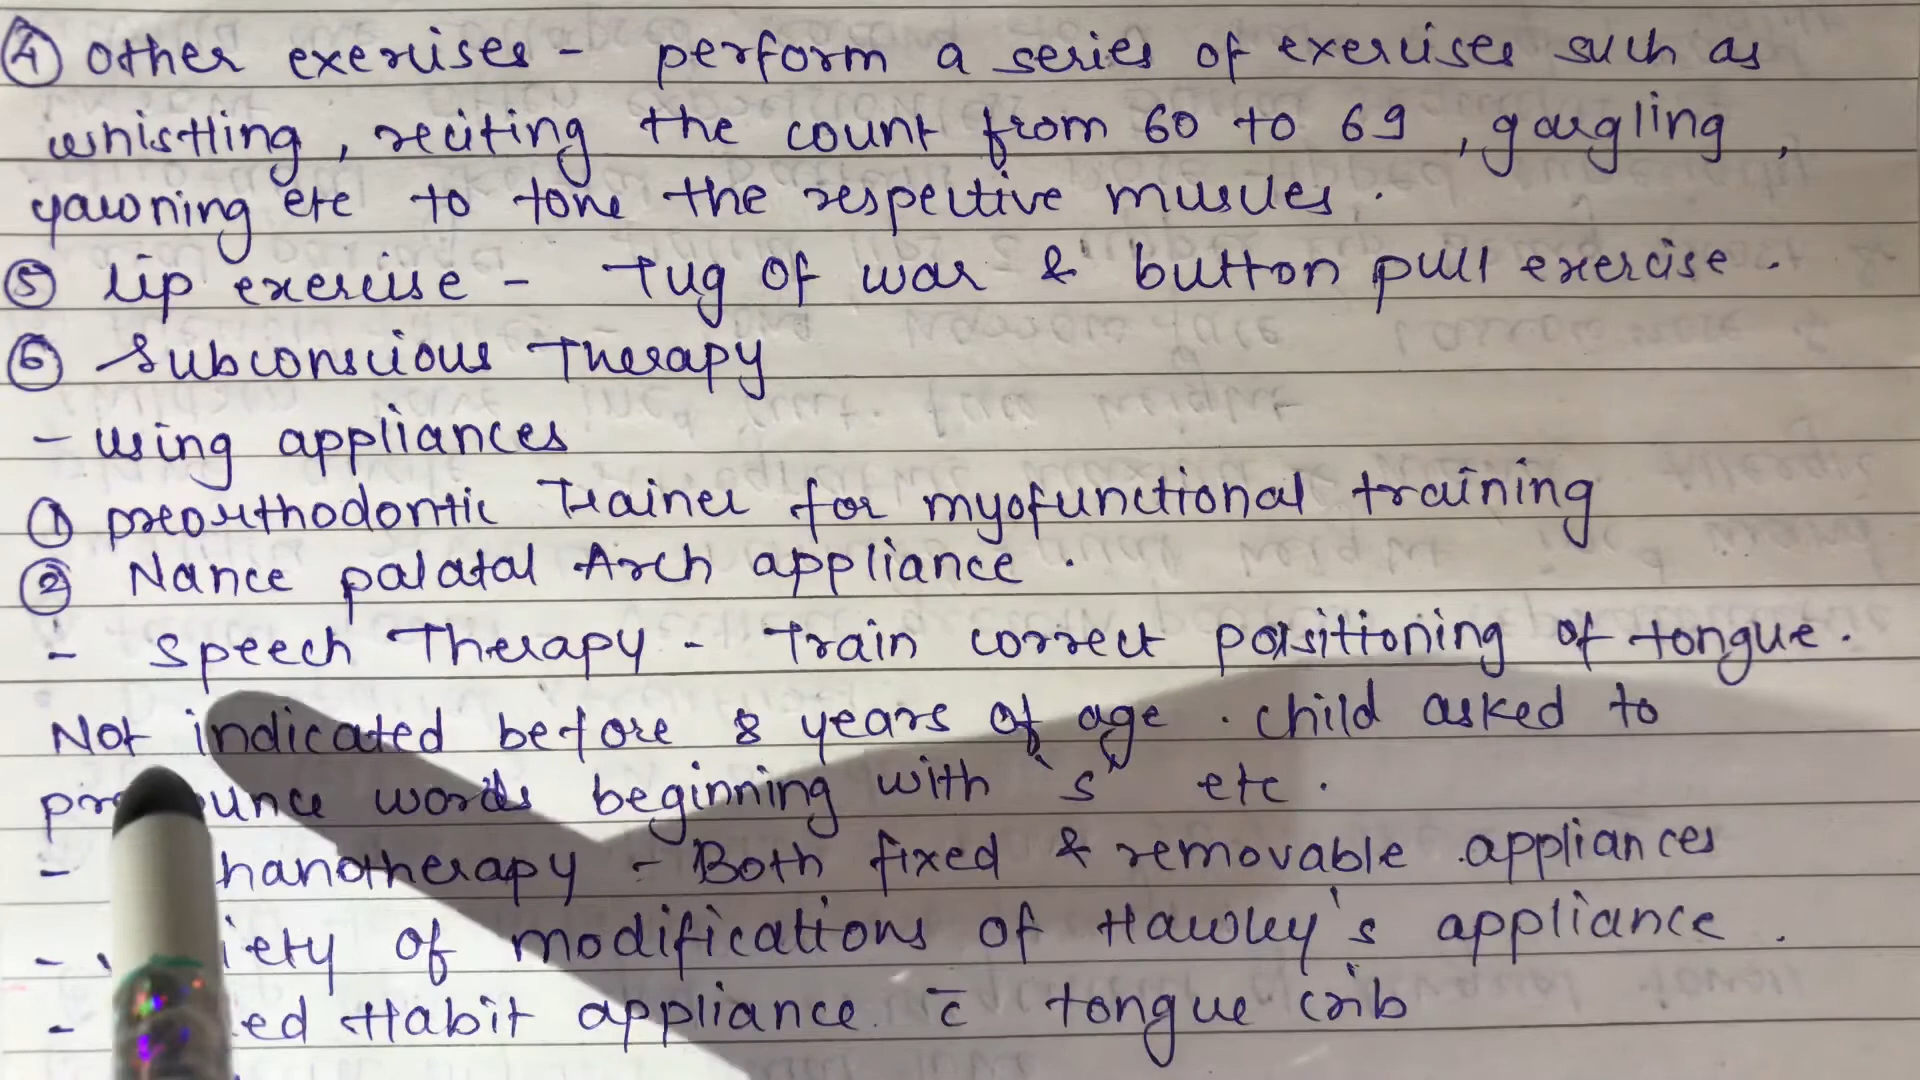 ④ Other exercises - perform a series of exercises such as
whistling, reciting the count from 60 to 69, gargling,
yawning etc to tone the respective muscles.
⑤ Lip exercise - Tug of war & button pull exercise.
⑥ Subconscious Therapy
- using appliances
① preorthodontic Trainer for myofunctional training
② Nance palatal Arch appliance.
- Speech Therapy - Train correct positioning of tongue.
Not indicated before 8 years of age. Child asked to
words beginning with 's' etc.
- - Both fixed & removable appliances
- of modifications of Hawley's appliance.
- Habit appliance c̄ tongue crib